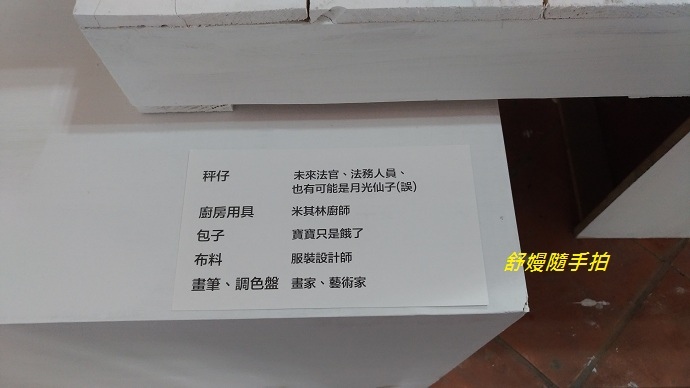 秤仔 未來法官、法務人員、
也有可能是月光仙子(誤)
廚房用具 米其林廚師
包子 寶寶只是餓了
布料 服裝設計師
畫筆、調色盤 畫家、藝術家
舒嫚隨手拍